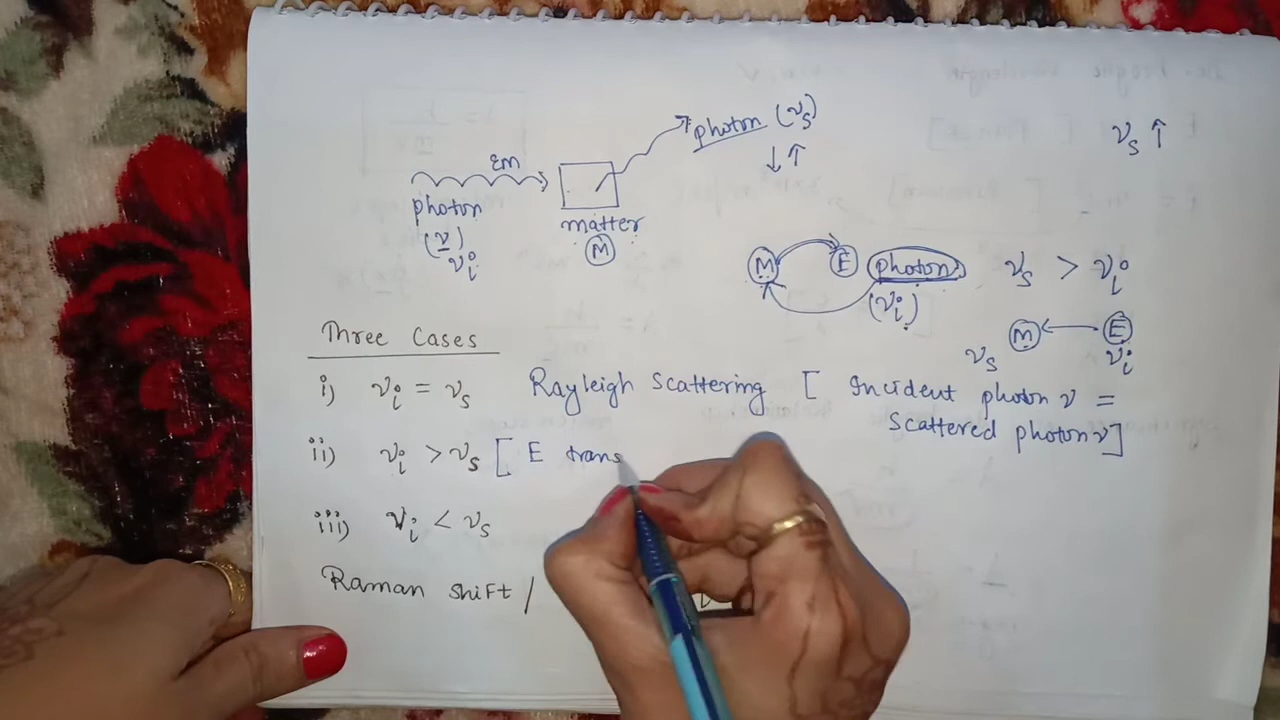 photon (νs)
↓↑
νs ↑
EM
photon
(ν)
νi
matter
M
M E photon
(νi)
νs > νi
M ← E
νs νi
Three Cases
i) νi = νs Rayleigh Scattering [ Incident photon ν =
Scattered photon ν]
ii) νi > νs [ E trans
iii) νi < νs
Raman shift /